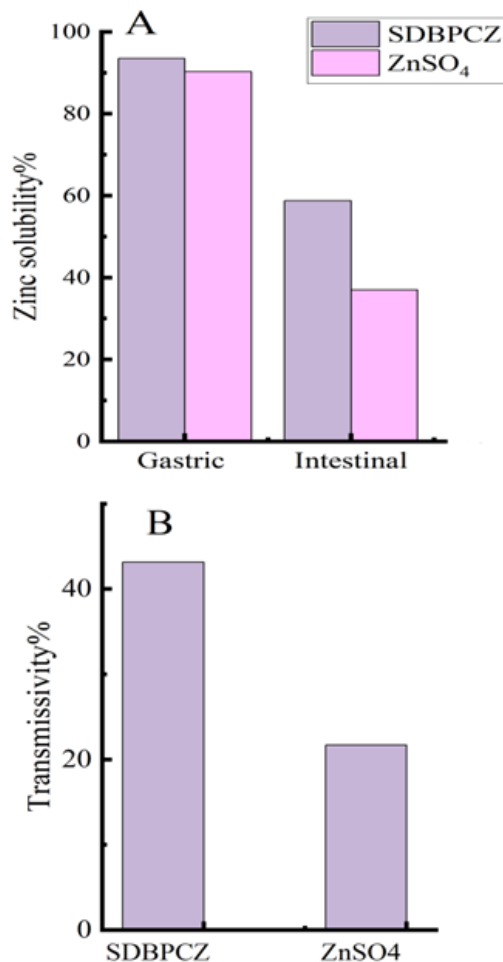 A
SDBPCZ
ZnSO₄
Zinc solubility%
100
80
60
40
20
0
Gastric Intestinal
B
Transmissivity%
40
20
0
SDBPCZ ZnSO4